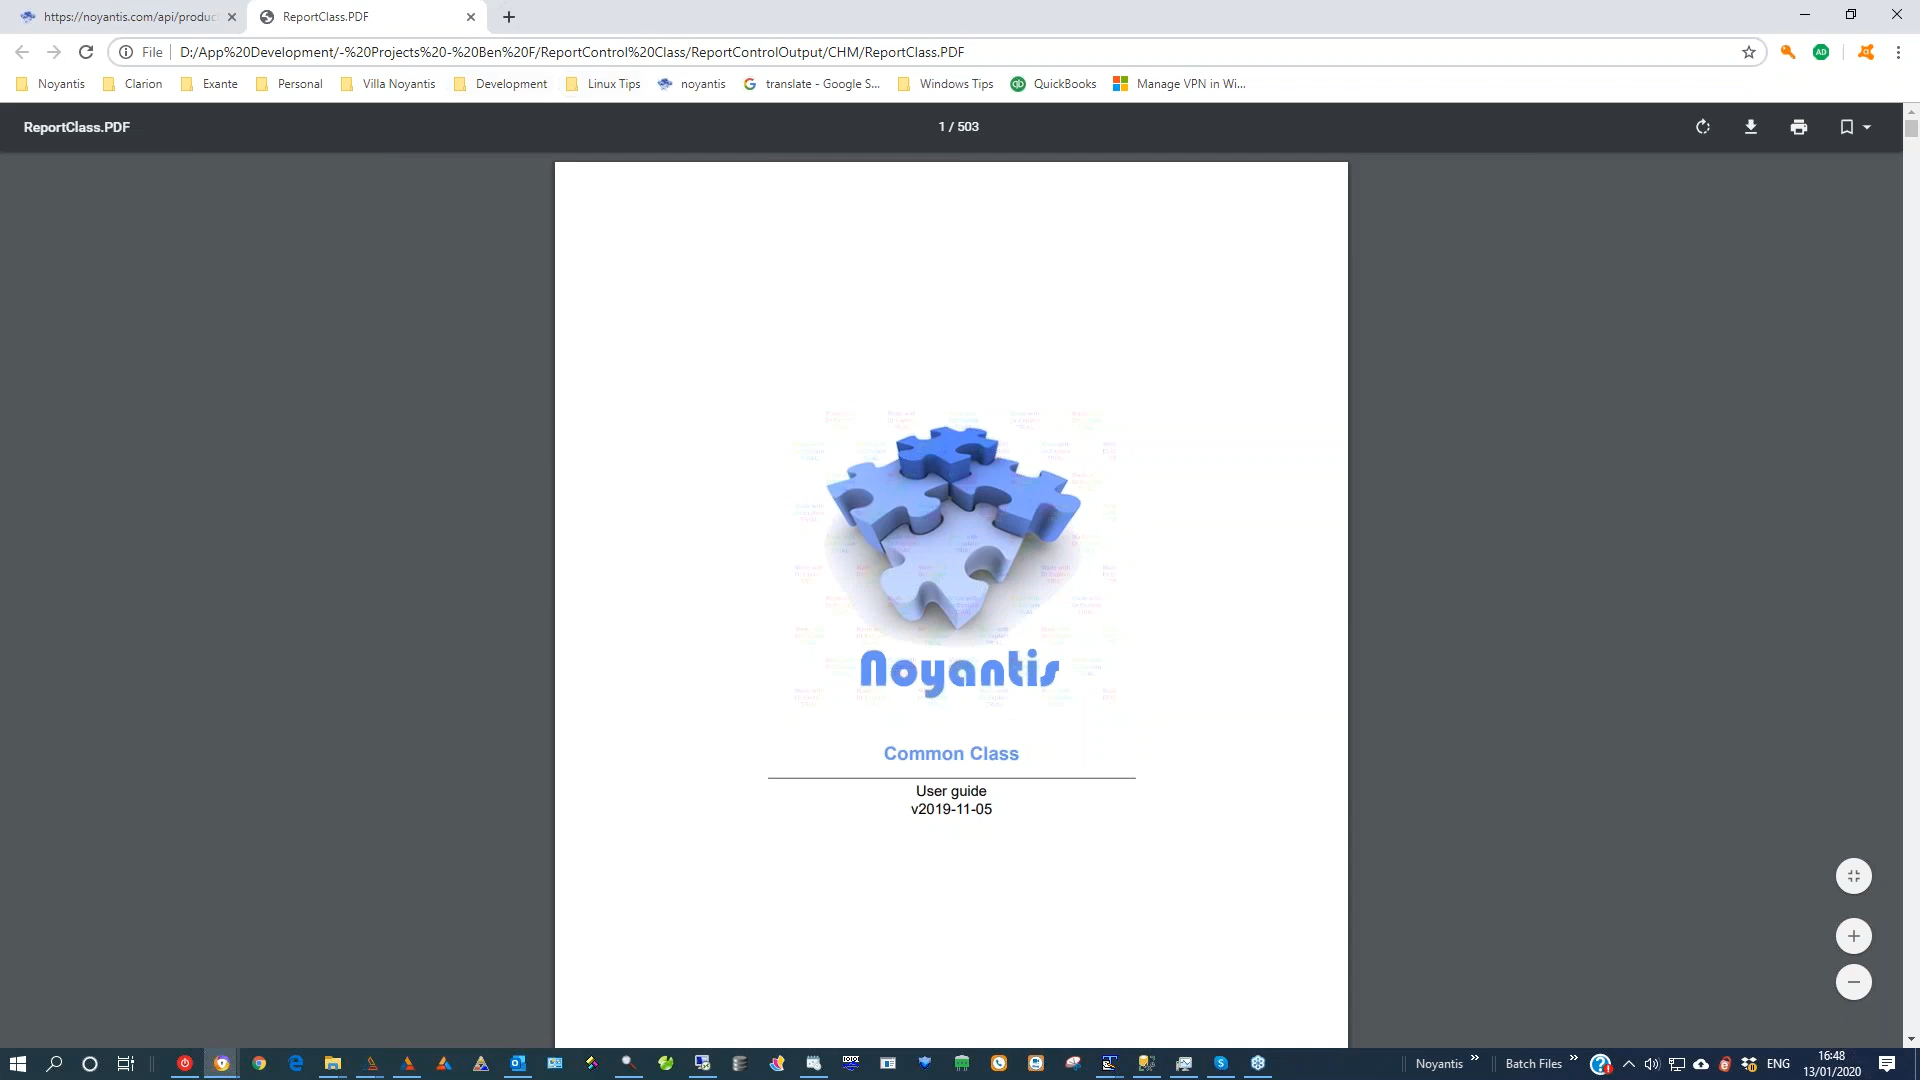 https://noyantis.com/api/produc
ReportClass.PDF
File
D:/App%20Development/-%20Projects%20-%20Ben%20F/ReportControl%20Class/ReportControlOutput/CHM/ReportClass.PDF
AD
Noyantis
Clarion
Exante
Personal
Villa Noyantis
Development
Linux Tips
noyantis
translate - Google S...
Windows Tips
QuickBooks
Manage VPN in Wi...
ReportClass.PDF
1 / 503
Noyantis
Common Class
User guide
v2019-11-05
Noyantis
Batch Files
ENG
16:48
13/01/2020